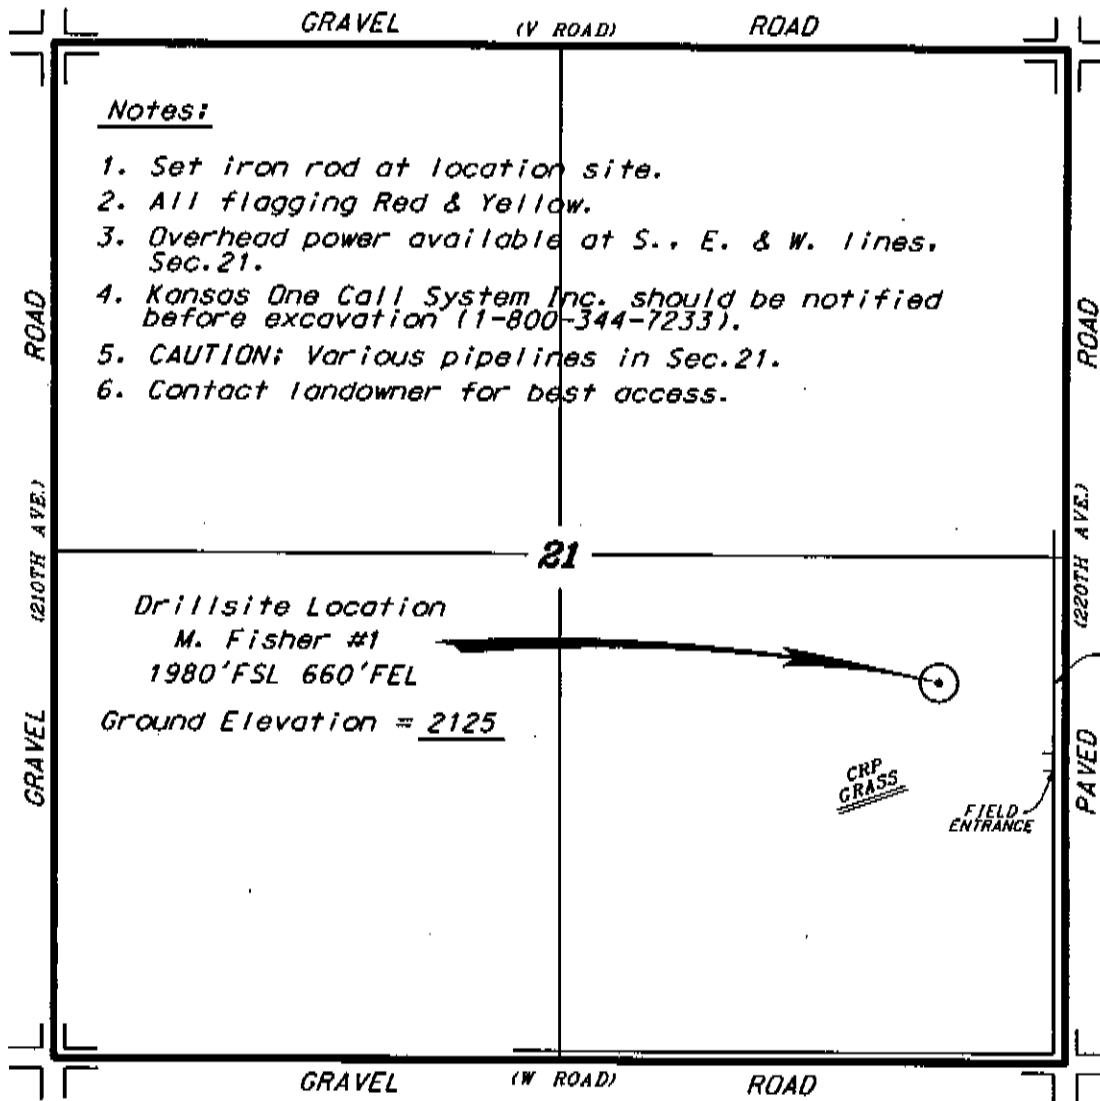 GRAVEL (V ROAD) ROAD
Notes:
1. Set iron rod at location site.
2. All flagging Red & Yellow.
3. Overhead power available at S., E. & W. lines,
Sec.21.
4. Kansas One Call System Inc. should be notified
before excavation (1-800-344-7233).
5. CAUTION: Various pipelines in Sec.21.
6. Contact landowner for best access.
ROAD
(210TH AVE.)
GRAVEL
ROAD
(220TH AVE.)
PAVED
21
Drillsite Location
M. Fisher #1
1980'FSL 660'FEL
Ground Elevation = 2125
CRP
GRASS
FIELD
ENTRANCE
GRAVEL (W ROAD) ROAD